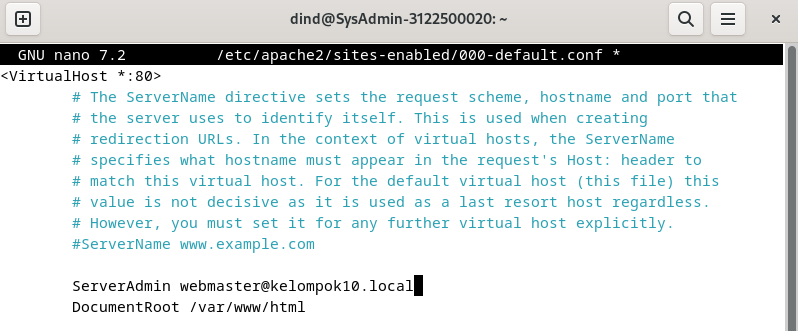 dind@SysAdmin-3122500020: ~
GNU nano 7.2 /etc/apache2/sites-enabled/000-default.conf *
<VirtualHost *:80>
# The ServerName directive sets the request scheme, hostname and port that
# the server uses to identify itself. This is used when creating
# redirection URLs. In the context of virtual hosts, the ServerName
# specifies what hostname must appear in the request's Host: header to
# match this virtual host. For the default virtual host (this file) this
# value is not decisive as it is used as a last resort host regardless.
# However, you must set it for any further virtual host explicitly.
#ServerName www.example.com
ServerAdmin webmaster@kelompok10.local
DocumentRoot /var/www/html